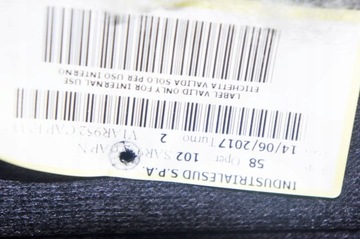 INDUSTRIALESUD S.P.A.
58 Oper 102
14/06/2017 Turno 2
ETICHETTA VALIDA SOLO PER USO INTERNO
LABEL VALID ONLY FOR INTERNAL USE